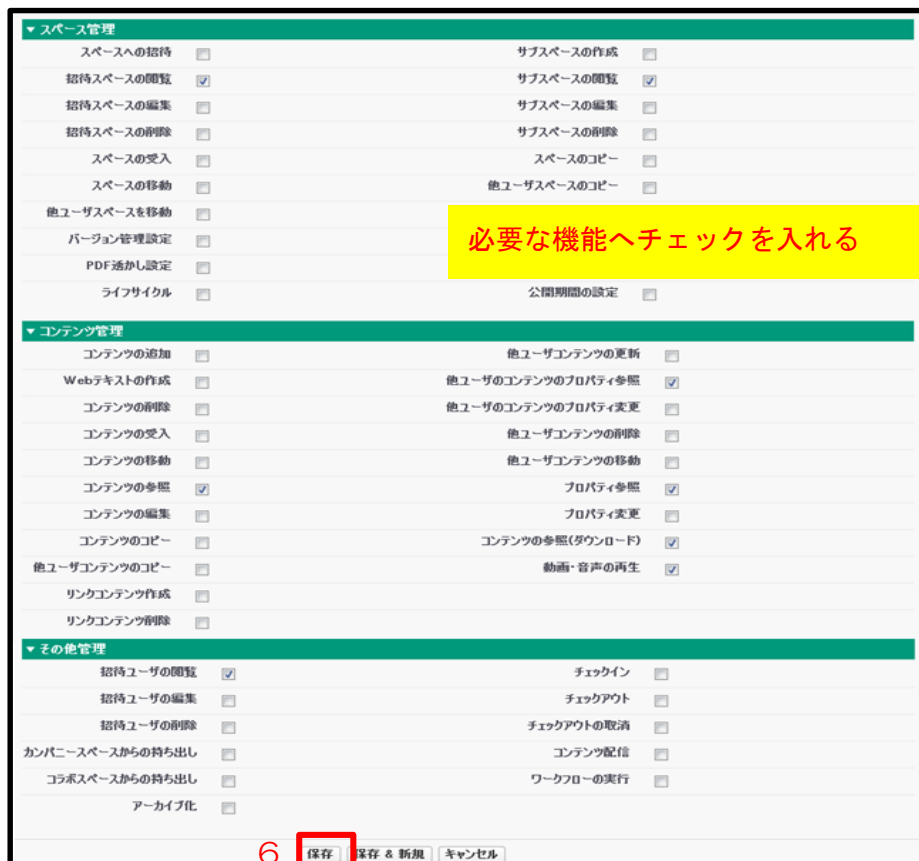 ▼ スペース管理
スペースへの招待 サブスペースの作成
招待スペースの閲覧 サブスペースの閲覧
招待スペースの編集 サブスペースの編集
招待スペースの削除 サブスペースの削除
スペースの受入 スペースのコピー
スペースの移動 他ユーザスペースのコピー
他ユーザスペースを移動
バージョン管理設定 必要な機能へチェックを入れる
PDF活かし設定
ライフサイクル 公開期間の設定
▼ コンテンツ管理
コンテンツの追加 他ユーザコンテンツの更新
Webテキストの作成 他ユーザのコンテンツのプロパティ参照
コンテンツの削除 他ユーザのコンテンツのプロパティ変更
コンテンツの受入 他ユーザコンテンツの削除
コンテンツの移動 他ユーザコンテンツの移動
コンテンツの参照 プロパティ参照
コンテンツの編集 プロパティ変更
コンテンツのコピー コンテンツの参照(ダウンロード)
他ユーザコンテンツのコピー 動画・音声の再生
リンクコンテンツ作成
リンクコンテンツ削除
▼ その他管理
招待ユーザの閲覧 チェックイン
招待ユーザの編集 チェックアウト
招待ユーザの削除 チェックアウトの取消
カンパニースペースからの持ち出し コンテンツ配信
コラボスペースからの持ち出し ワークフローの実行
アーカイブ化
６ 保存 保存 & 新規 キャンセル